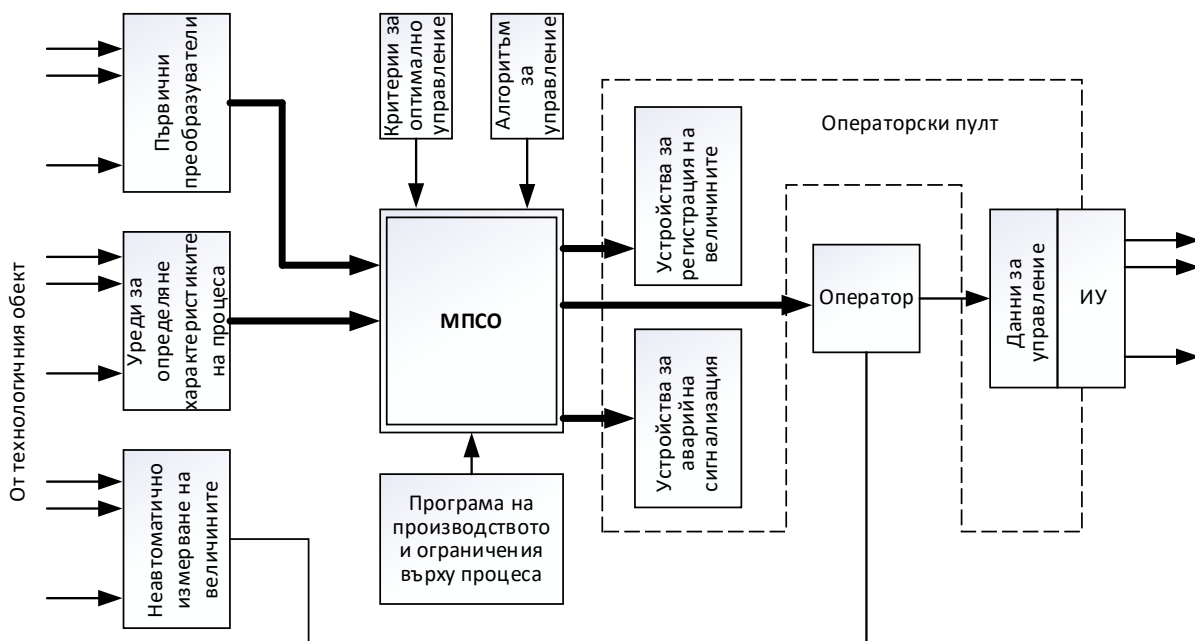 От технологичния обект
Първични
преобразуватели
Уреди за
определяне
характеристиките
на процеса
Неавтоматично
измерване на
величините
Критерии за
оптимално
управление
Алгоритъм
за
управление
МПСО
Програма на
производството
и ограничения
върху процеса
Устройства за
регистрация на
величините
Устройства за
аварийна
сигнализация
Операторски пулт
Оператор
Данни за
управление
ИУ